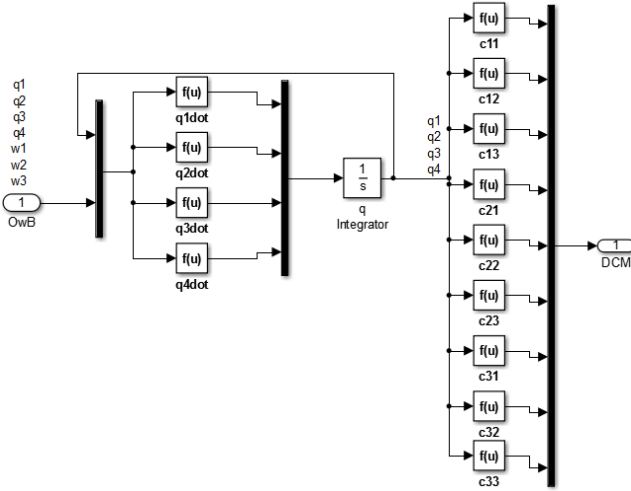 q1
q2
q3
q4
w1
w2
w3
1
OwB
f(u)
q1dot
f(u)
q2dot
f(u)
q3dot
f(u)
q4dot
1
s
q
Integrator
q1
q2
q3
q4
f(u)
c11
f(u)
c12
f(u)
c13
f(u)
c21
f(u)
c22
f(u)
c23
f(u)
c31
f(u)
c32
f(u)
c33
1
DCM